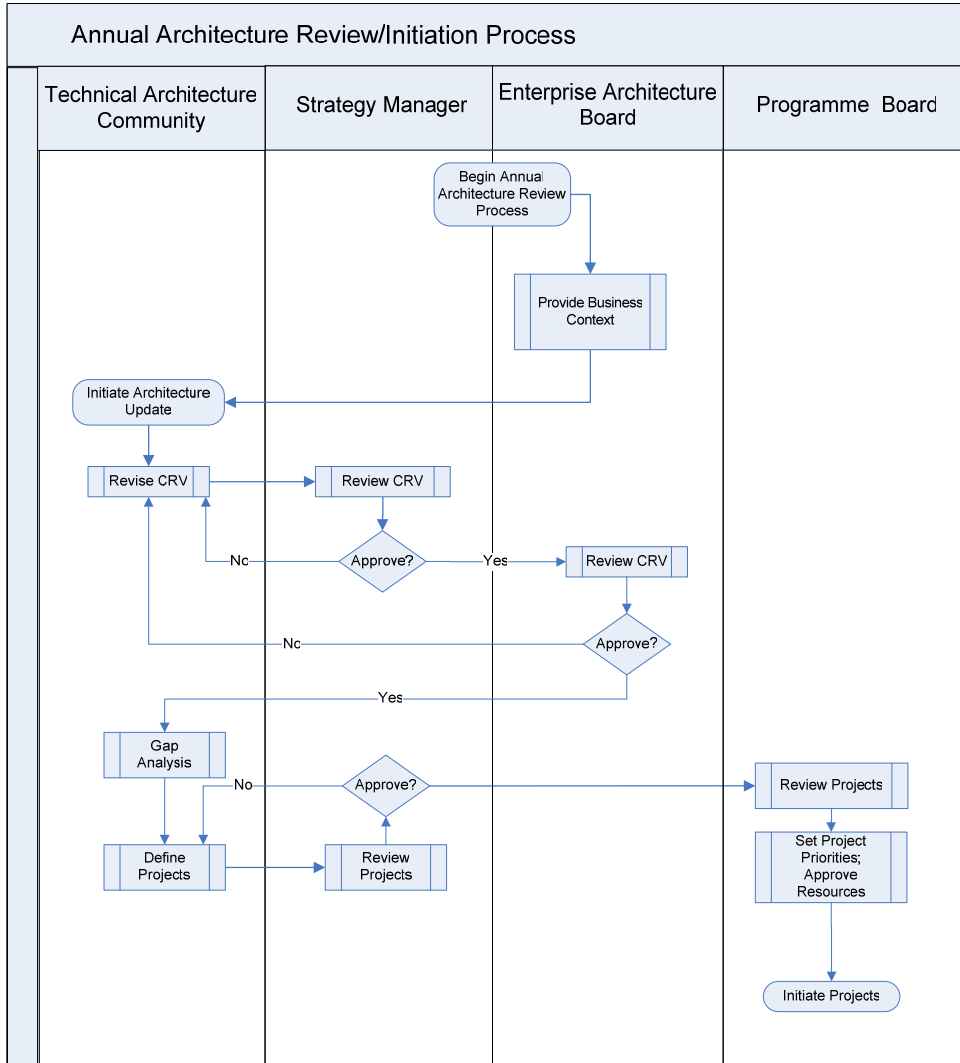 Annual Architecture Review/Initiation Process
Technical Architecture
Community
Strategy Manager
Enterprise Architecture
Board
Programme Board
Begin Annual
Architecture Review
Process
Provide Business
Context
Initiate Architecture
Update
Revise CRV
Review CRV
Approve?
No
Yes
Review CRV
Approve?
No
Yes
Gap
Analysis
No
Approve?
Review Projects
Define
Projects
Review
Projects
Set Project
Priorities;
Approve
Resources
Initiate Projects